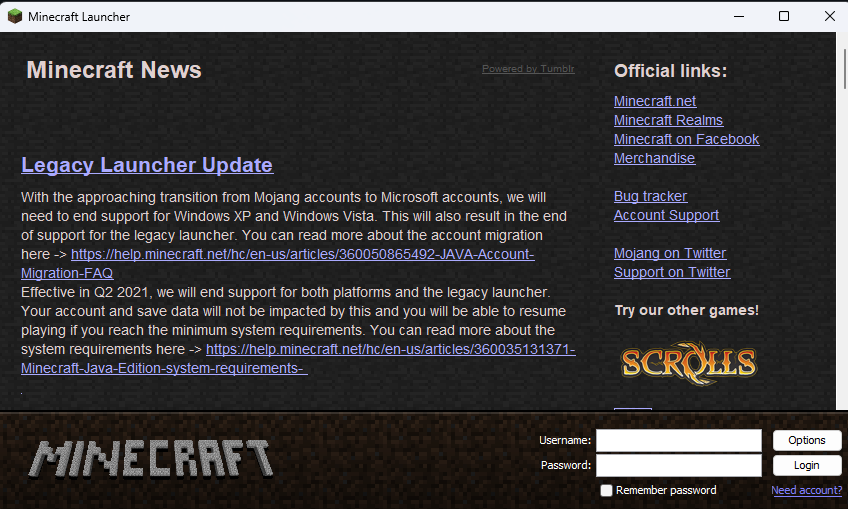 Minecraft Launcher
Minecraft News
Powered by Tumblr
Legacy Launcher Update
With the approaching transition from Mojang accounts to Microsoft accounts, we will
need to end support for Windows XP and Windows Vista. This will also result in the end
of support for the legacy launcher. You can read more about the account migration
here -> https://help.minecraft.net/hc/en-us/articles/360050865492-JAVA-Account-
Migration-FAQ
Effective in Q2 2021, we will end support for both platforms and the legacy launcher.
Your account and save data will not be impacted by this and you will be able to resume
playing if you reach the minimum system requirements. You can read more about the
system requirements here -> https://help.minecraft.net/hc/en-us/articles/360035131371-
Minecraft-Java-Edition-system-requirements-
.
Official links:
Minecraft.net
Minecraft Realms
Minecraft on Facebook
Merchandise
Bug tracker
Account Support
Mojang on Twitter
Support on Twitter
Try our other games!
SCROLLS
MINECRAFT
Username:
Options
Password:
Login
Remember password
Need account?